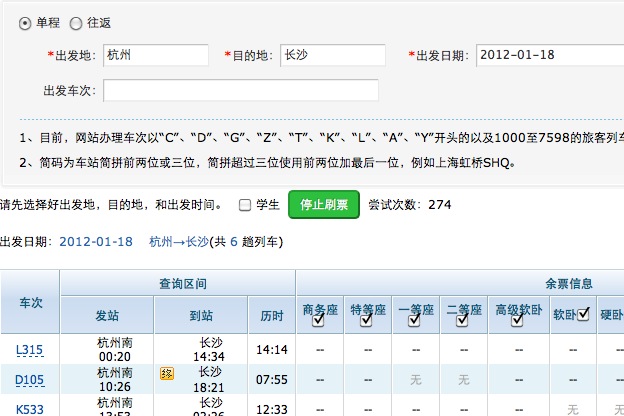 单程 往返
*出发地: 杭州 *目的地: 长沙 *出发日期: 2012-01-18
出发车次:
1、目前，网站办理车次以“C”、“D”、“G”、“Z”、“T”、“K”、“L”、“A”、“Y”开头的以及1000至7598的旅客列车
2、简码为车站简拼前两位或三位，简拼超过三位使用前两位加最后一位，例如上海虹桥SHQ。
请先选择好出发地，目的地，和出发时间。 学生 停止刷票 尝试次数：274
出发日期：2012-01-18 杭州→长沙(共 6 趟列车)
车次 查询区间 余票信息
发站 到站 历时 商务座 特等座 一等座 二等座 高级软卧 软卧 硬卧
L315 杭州南 00:20 长沙 14:34 14:14 -- -- -- -- -- -- --
D105 杭州南 10:26 终 长沙 18:21 07:55 -- -- 无 无 -- -- --
K533 杭州南 长沙 12:33 -- -- -- -- -- 无 无